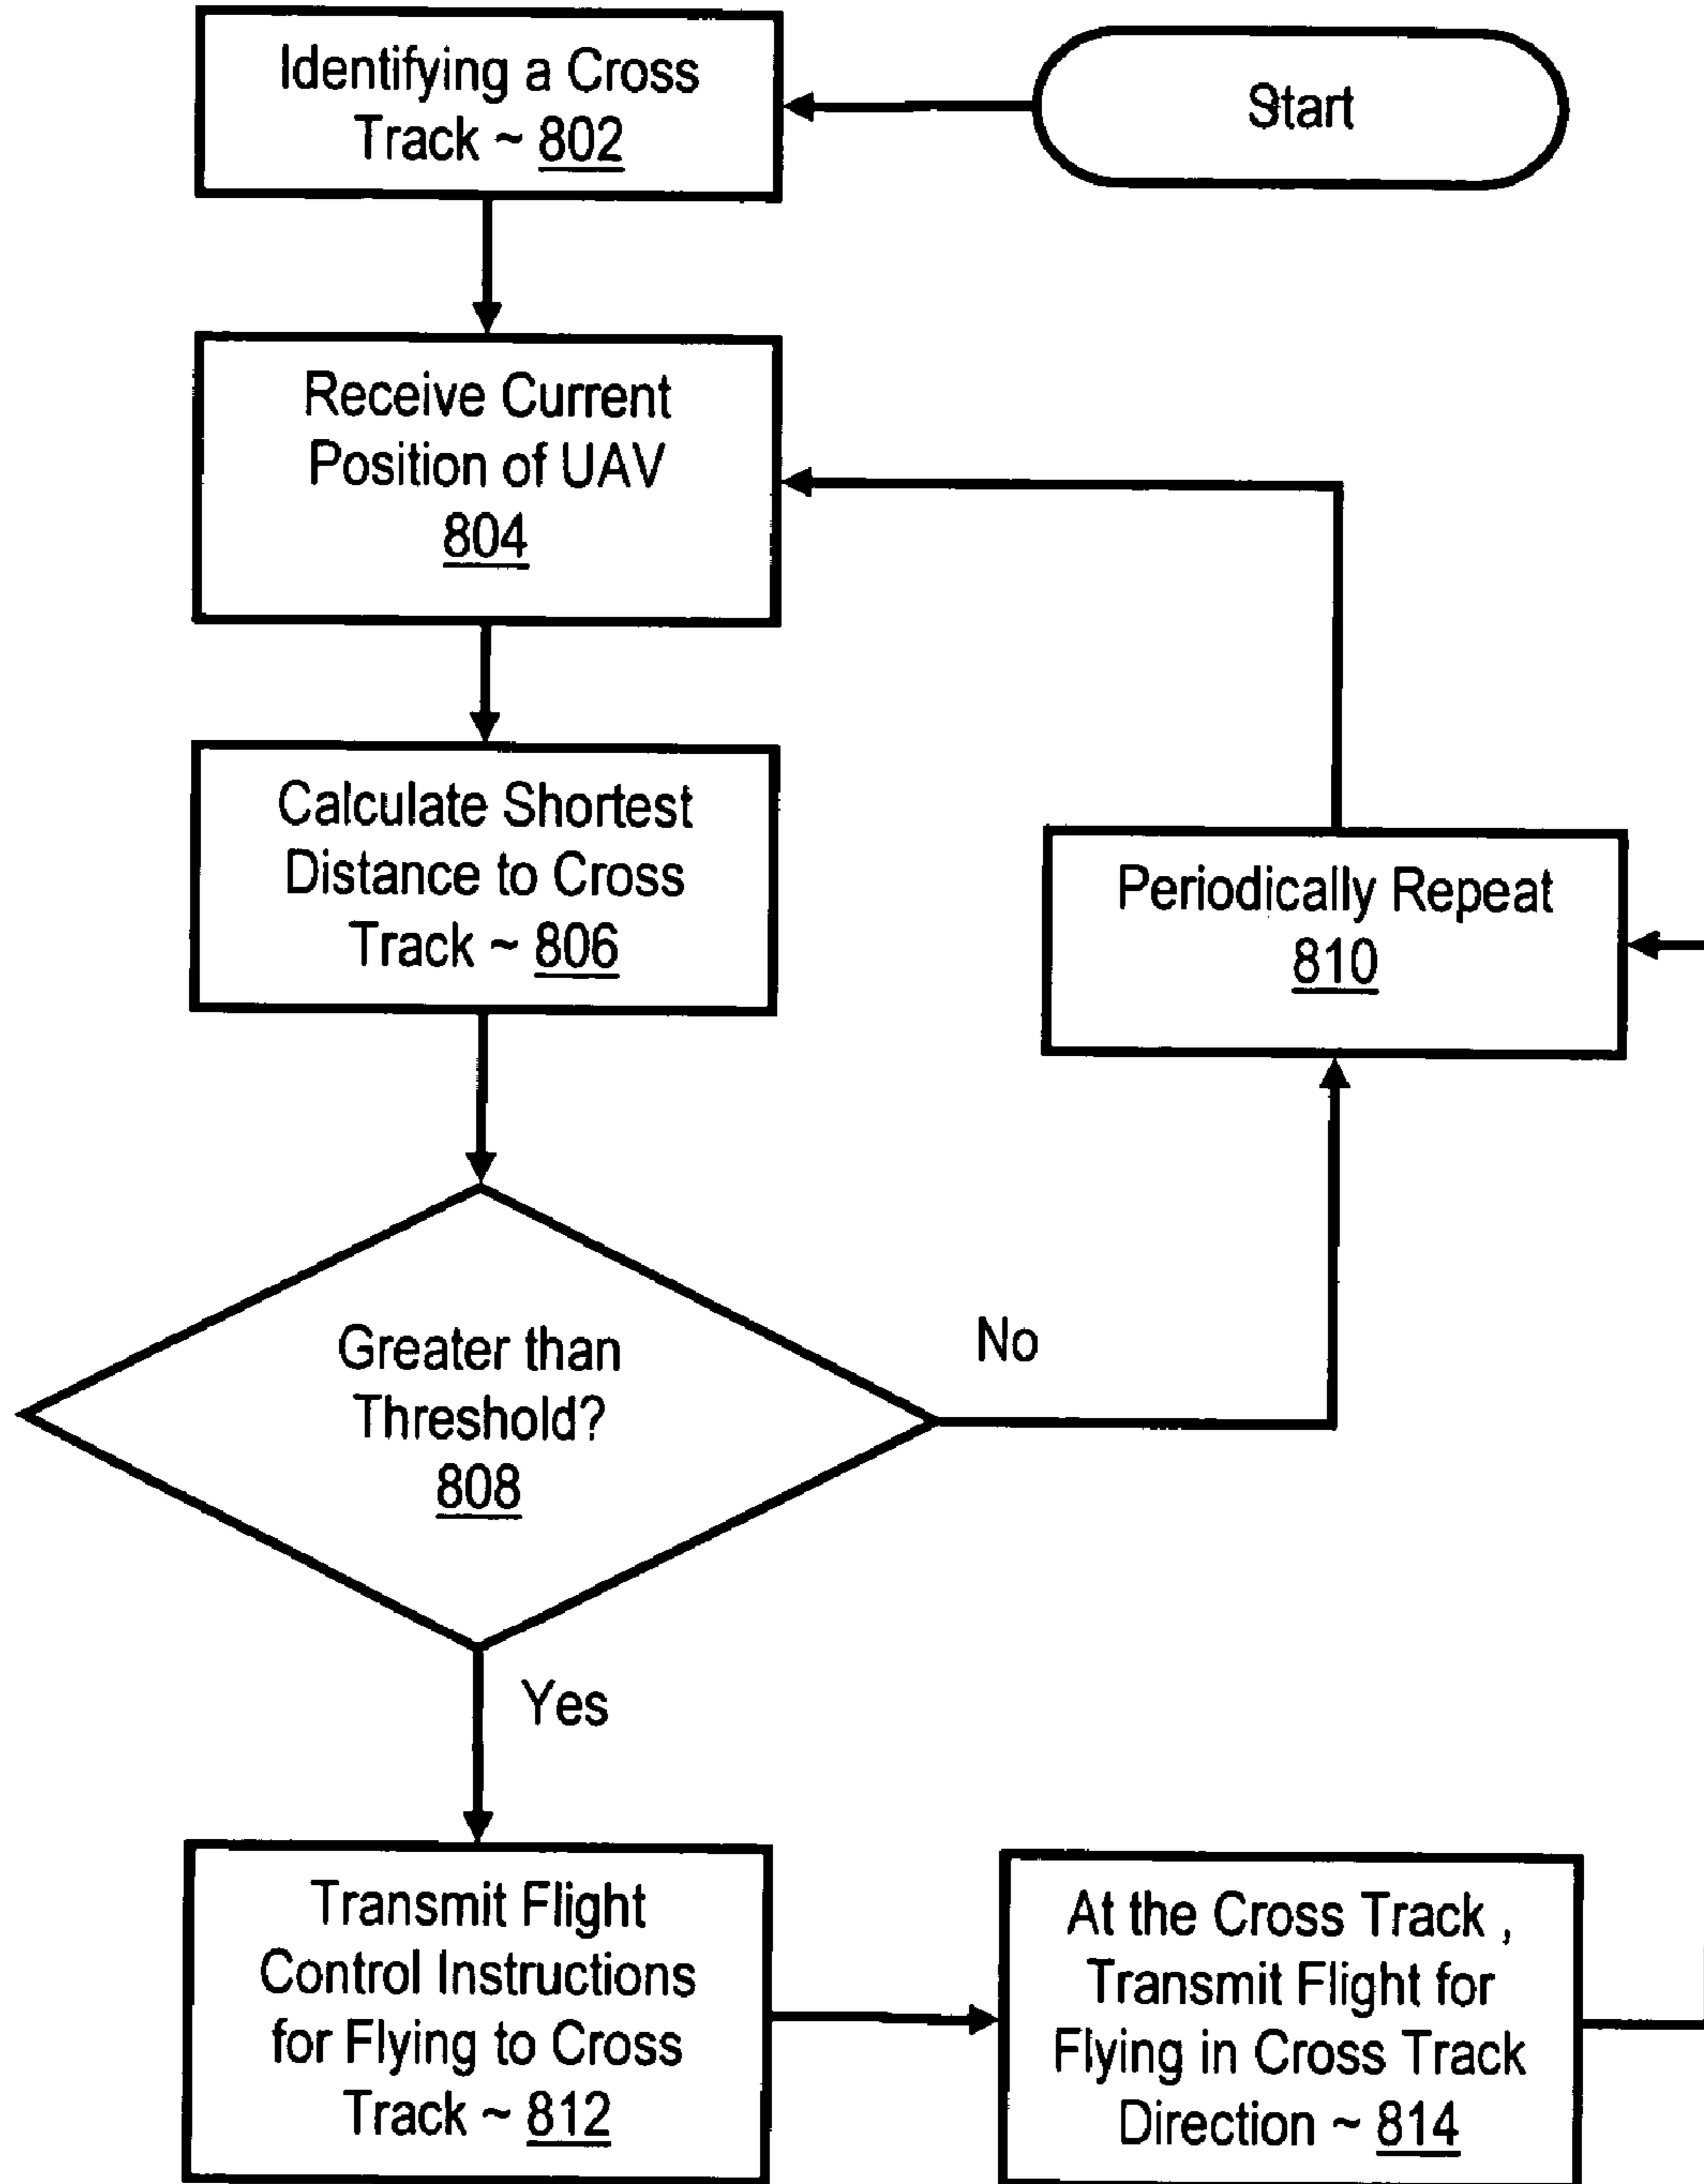 Start
Identifying a Cross
Track ~ 802
Receive Current
Position of UAV
804
Calculate Shortest
Distance to Cross
Track ~ 806
Periodically Repeat
810
Greater than
Threshold?
808
No
Yes
Transmit Flight
Control Instructions
for Flying to Cross
Track ~ 812
At the Cross Track ,
Transmit Flight for
Flying in Cross Track
Direction ~ 814